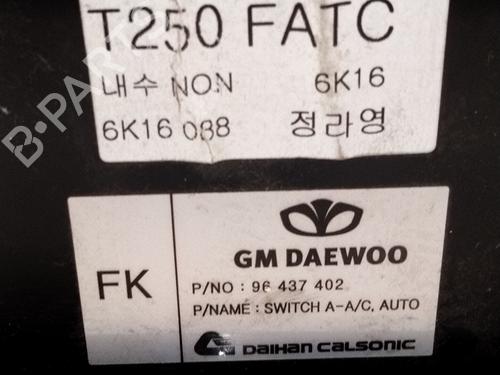 T250 FATC
내수 NON 6K16
6K16 088 정라영
FK
GM DAEWOO
P/NO : 96 437 402
P/NAME : SWITCH A-A/C, AUTO
DAIHAN CALSONIC
B-PARTS